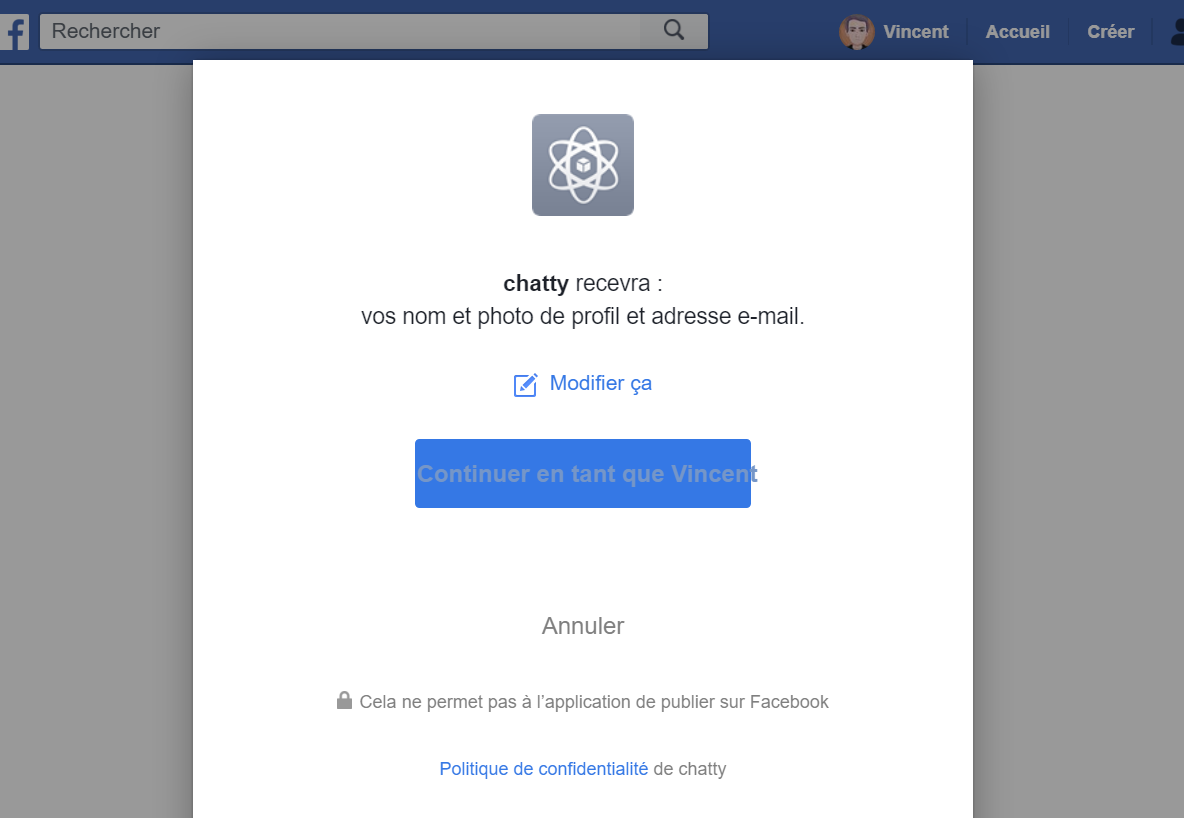 Rechercher
Vincent
Accueil
Créer
chatty recevra :
vos nom et photo de profil et adresse e-mail.
Modifier ça
Continuer en tant que Vincent
Annuler
Cela ne permet pas à l’application de publier sur Facebook
Politique de confidentialité de chatty